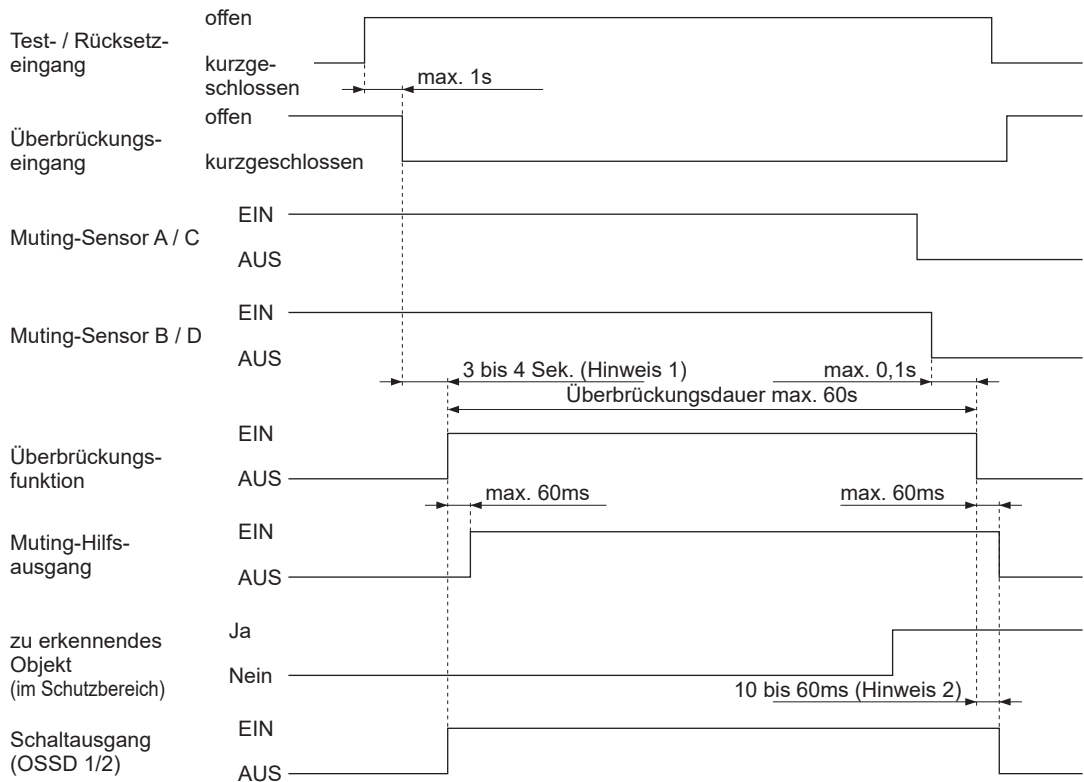 offen
Test- / Rücksetz-
eingang
kurzge-
schlossen
max. 1s
offen
Überbrückungs-
eingang
kurzgeschlossen
EIN
Muting-Sensor A / C
AUS
EIN
Muting-Sensor B / D
AUS
3 bis 4 Sek. (Hinweis 1)
max. 0,1s
Überbrückungsdauer max. 60s
EIN
Überbrückungs-
funktion
AUS
max. 60ms
max. 60ms
EIN
Muting-Hilfs-
ausgang
AUS
Ja
zu erkennendes
Objekt
(im Schutzbereich)
Nein
10 bis 60ms (Hinweis 2)
EIN
Schaltausgang
(OSSD 1/2)
AUS